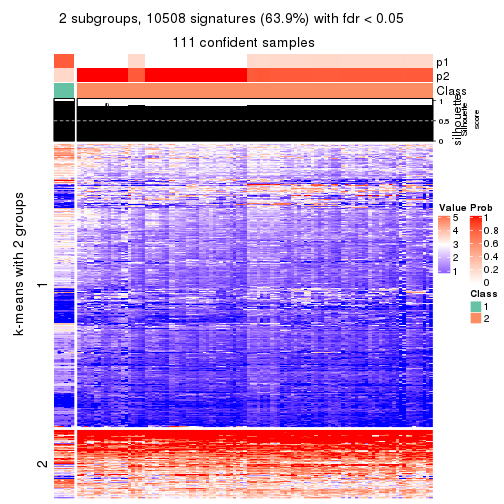 2 subgroups, 10508 signatures (63.9%) with fdr < 0.05
111 confident samples
p1
p2
Class
1
0.5
0
silhouette
Silhouette
score
k-means with 2 groups
1
2
Value
5
4
3
2
1
Prob
1
0.8
0.6
0.4
0.2
0
Class
1
2